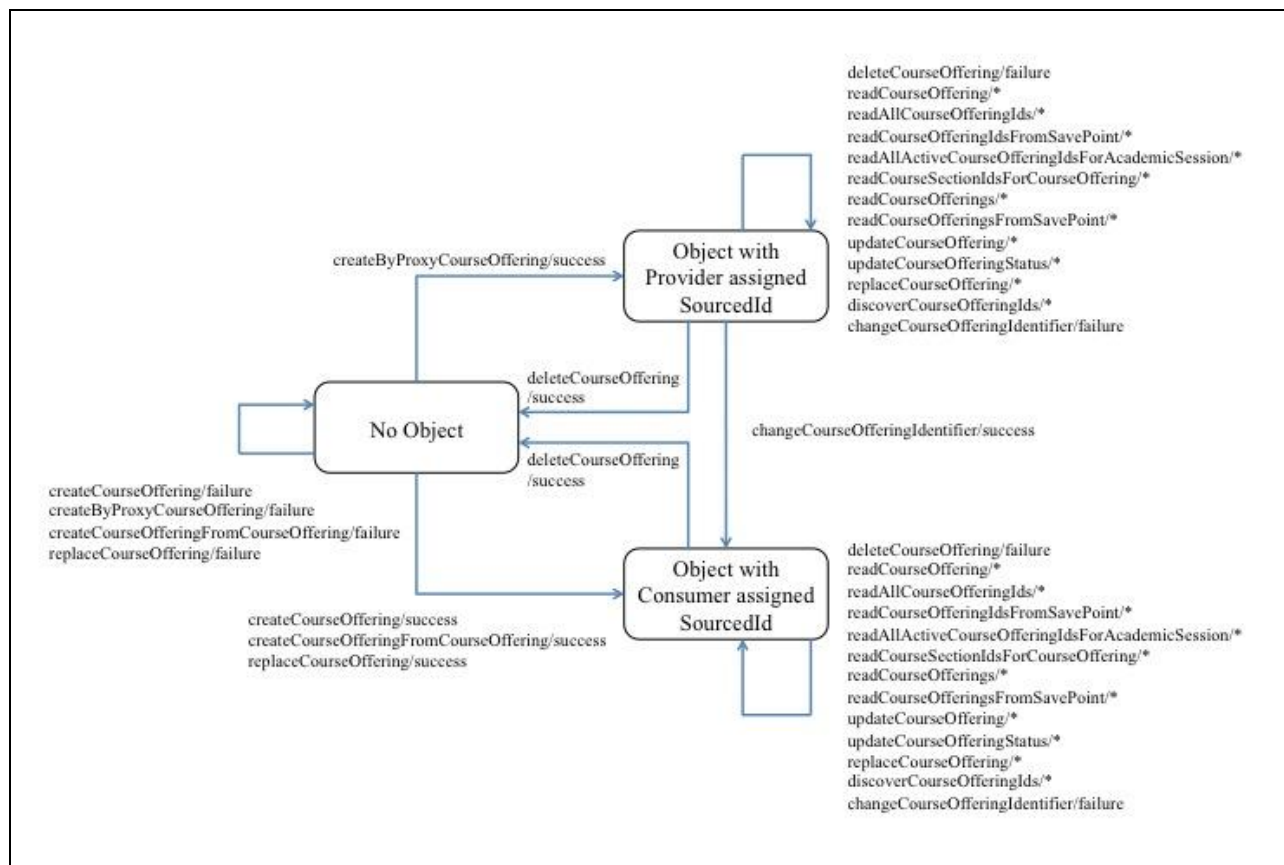 deleteCourseOffering/failure
readCourseOffering/*
readAllCourseOfferingIds/*
readCourseOfferingIdsFromSavePoint/*
readAllActiveCourseOfferingIdsForAcademicSession/*
readCourseSectionIdsForCourseOffering/*
readCourseOfferings/*
readCourseOfferingsFromSavePoint/*
updateCourseOffering/*
updateCourseOfferingStatus/*
replaceCourseOffering/*
discoverCourseOfferingIds/*
changeCourseOfferingIdentifier/failure
Object with
Provider assigned
SourcedId
createByProxyCourseOffering/success
deleteCourseOffering
/success
No Object
changeCourseOfferingIdentifier/success
deleteCourseOffering
/success
createCourseOffering/failure
createByProxyCourseOffering/failure
createCourseOfferingFromCourseOffering/failure
replaceCourseOffering/failure
Object with
Consumer assigned
SourcedId
createCourseOffering/success
createCourseOfferingFromCourseOffering/success
replaceCourseOffering/success
deleteCourseOffering/failure
readCourseOffering/*
readAllCourseOfferingIds/*
readCourseOfferingIdsFromSavePoint/*
readAllActiveCourseOfferingIdsForAcademicSession/*
readCourseSectionIdsForCourseOffering/*
readCourseOfferings/*
readCourseOfferingsFromSavePoint/*
updateCourseOffering/*
updateCourseOfferingStatus/*
replaceCourseOffering/*
discoverCourseOfferingIds/*
changeCourseOfferingIdentifier/failure